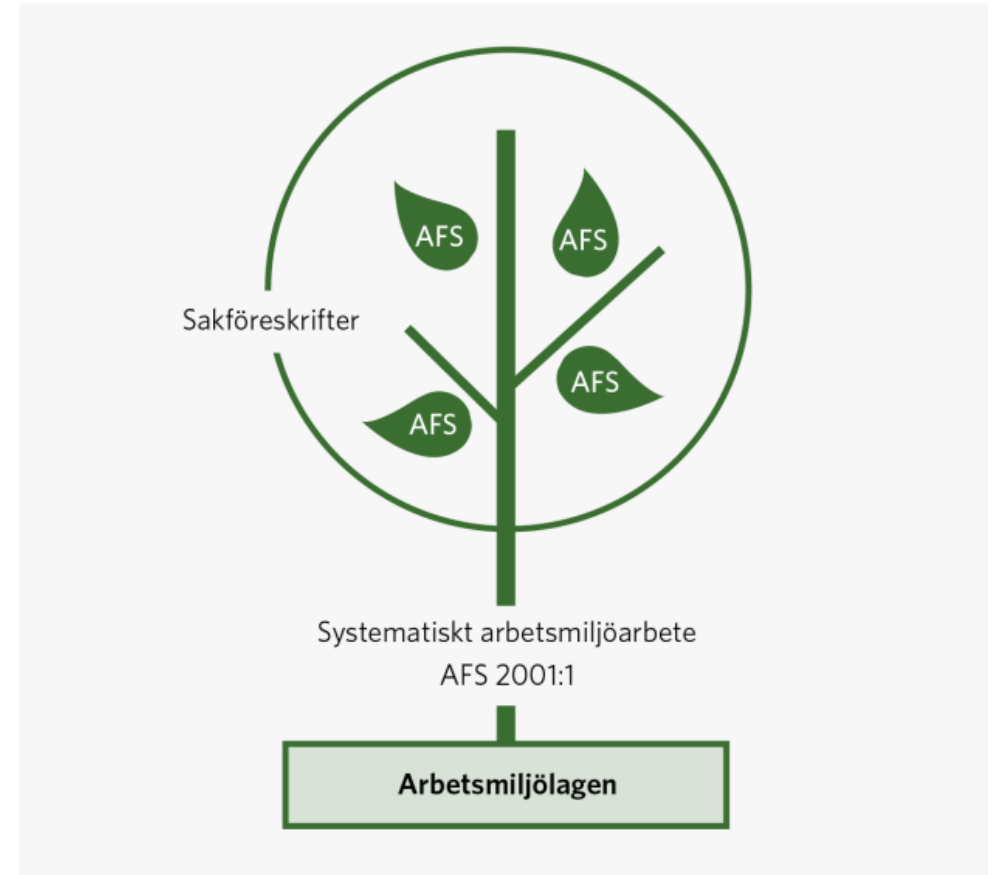 AFS
AFS
Sakföreskrifter
AFS
AFS
Systematiskt arbetsmiljöarbete
AFS 2001:1
Arbetsmiljölagen